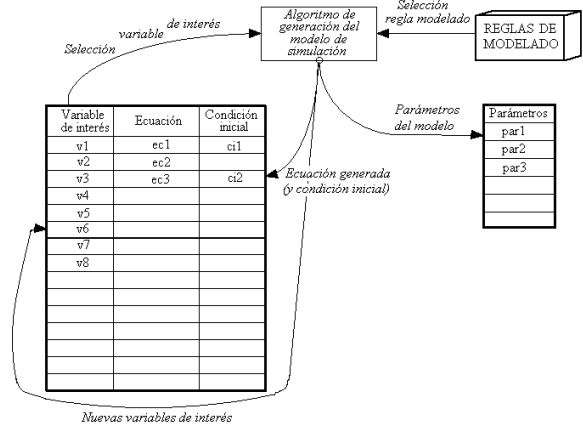 Algoritmo de
generación del
modelo de
simulación
Selección
regla modelado
REGLAS DE
MODELADO
Selección variable de interés
Variable
de interés
Ecuación
Condición
inicial
v1 ec1 ci1
v2 ec2
v3 ec3 ci2
v4
v5
v6
v7
v8
Parámetros
del modelo
Parámetros
par1
par2
par3
Ecuación generada
(y condición inicial)
Nuevas variables de interés